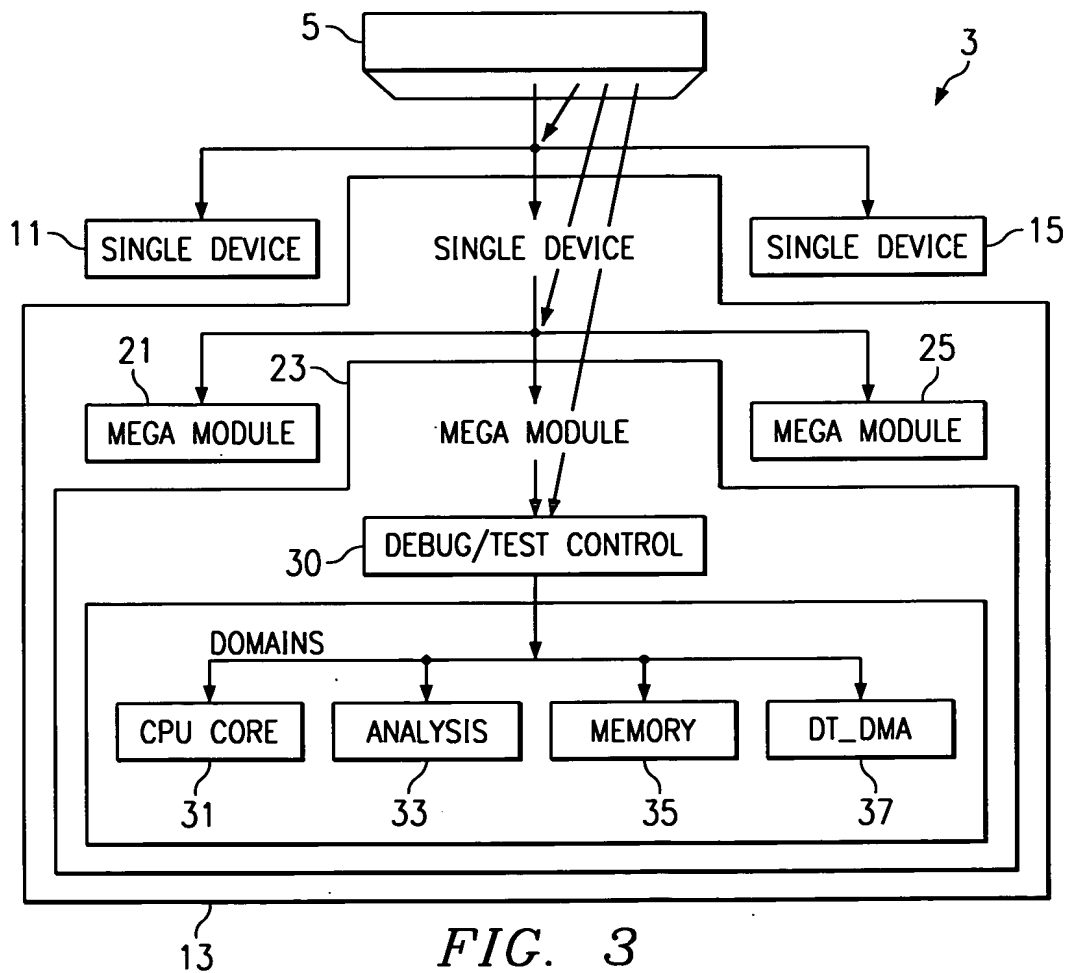 5
3
11
SINGLE DEVICE
SINGLE DEVICE
SINGLE DEVICE
15
21
23
25
MEGA MODULE
MEGA MODULE
MEGA MODULE
30
DEBUG/TEST CONTROL
DOMAINS
CPU CORE
ANALYSIS
MEMORY
DT_DMA
31
33
35
37
13
FIG. 3